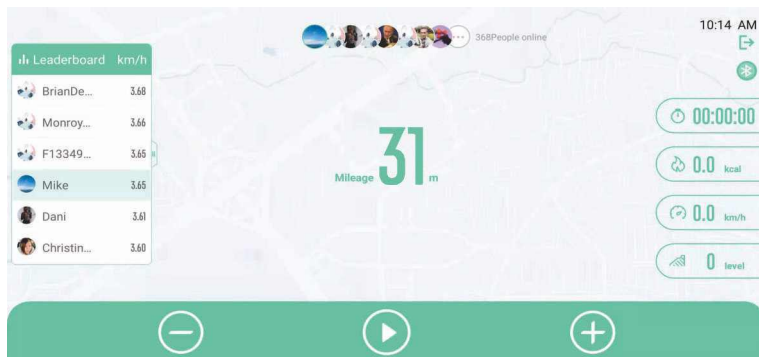 10:14 AM
368People online
Leaderboard km/h
BrianDe... 3.68
Monroy... 3.66
F13349... 3.65
Mike 3.65
Dani 3.61
Christin... 3.60
Mileage 31 m
00:00:00
0.0 kcal
0.0 km/h
0 level